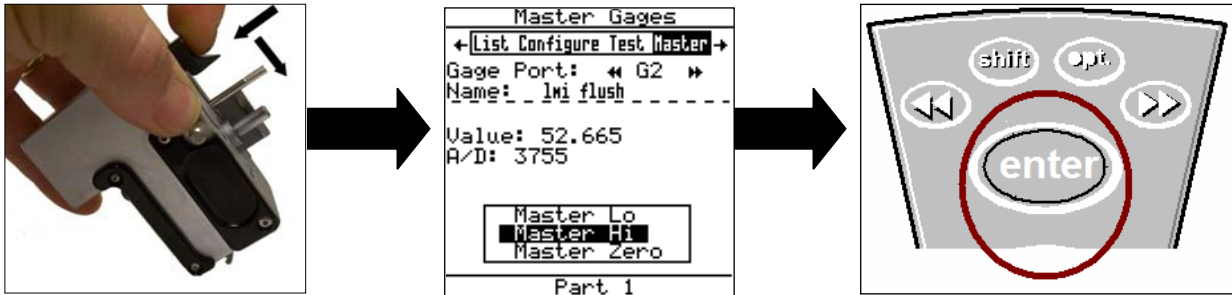 Master Gages
List Configure Test Master
Gage Port: G2
Name: lmi flush
Value: 52.665
A/D: 3755
Master Lo
Master Hi
Master Zero
Part 1
shift opt.
enter